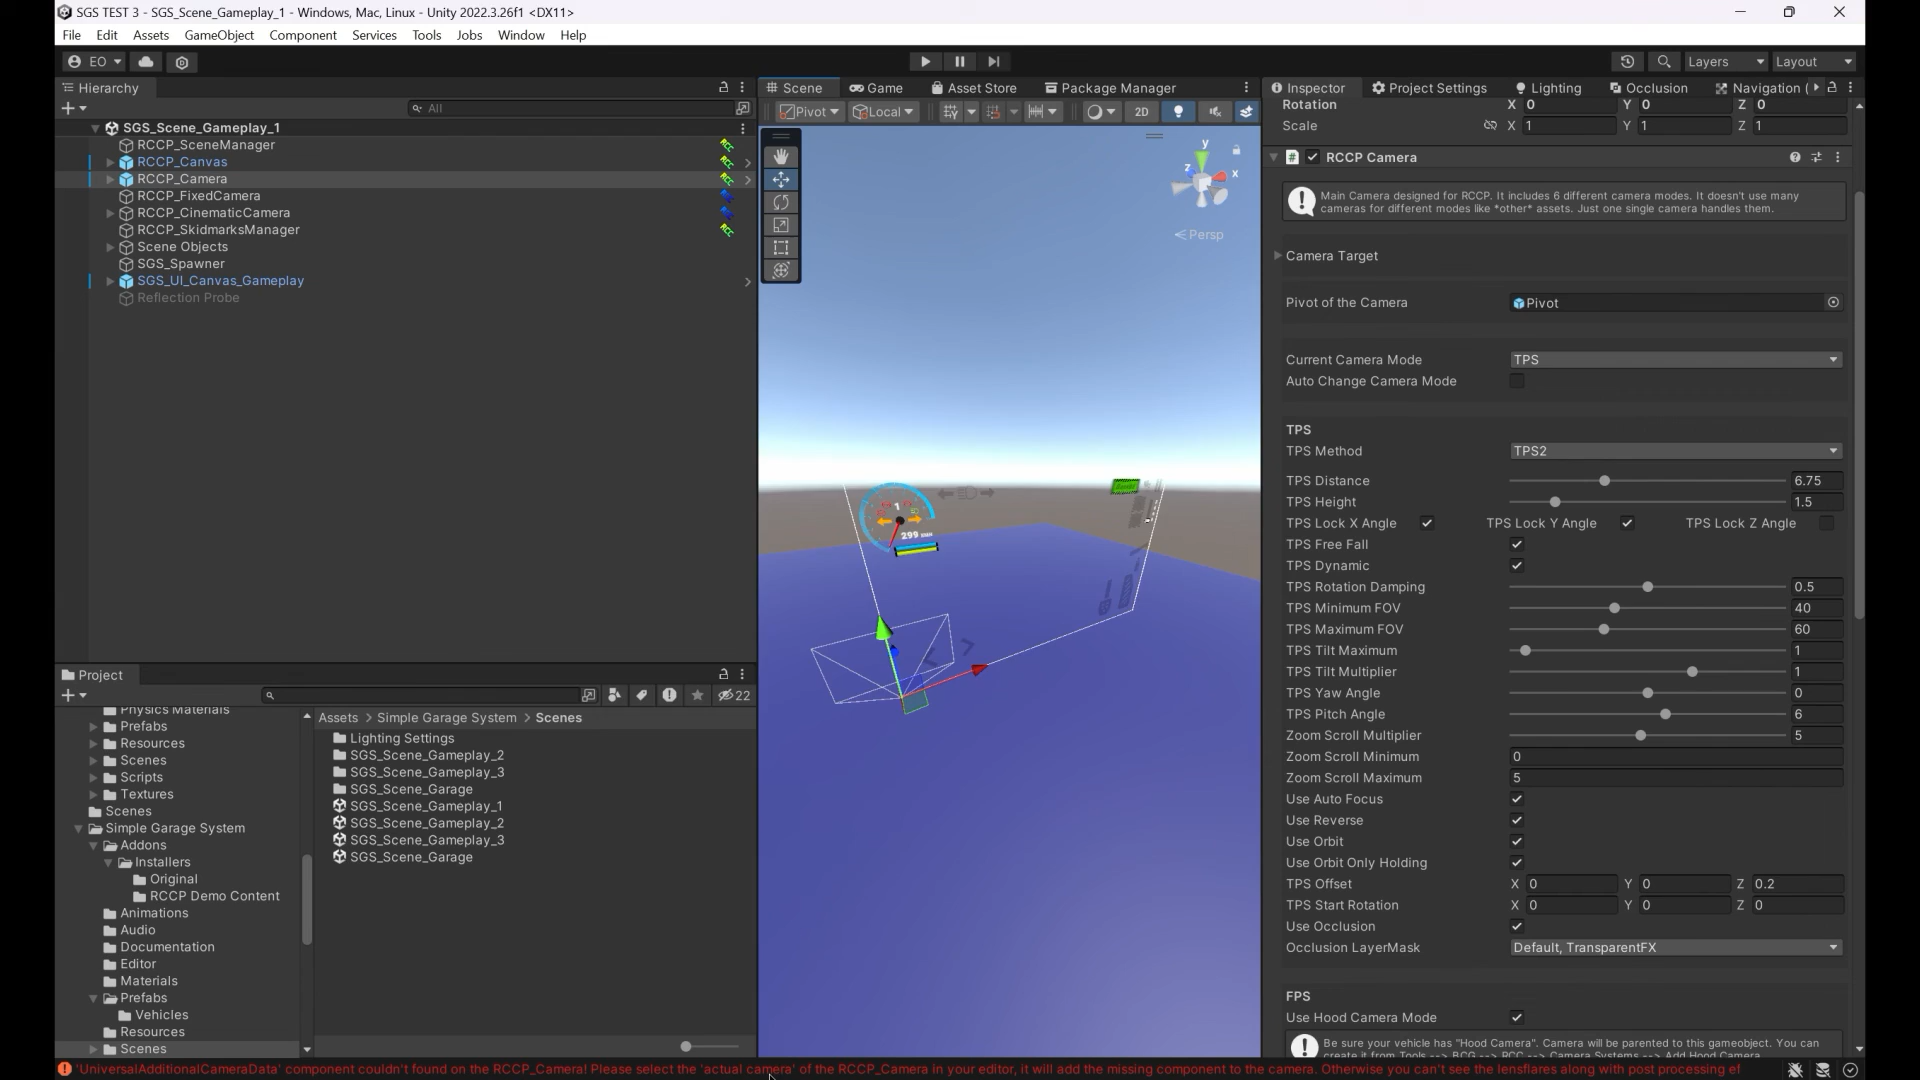 SGS TEST 3 - SGS_Scene_Gameplay_1 - Windows, Mac, Linux - Unity 2022.3.26f1 <DX11>
File Edit Assets GameObject Component Services Tools Jobs Window Help
EO Layers Layout
Hierarchy
All
SGS_Scene_Gameplay_1
RCCP_SceneManager
RCCP_Canvas
RCCP_Camera
RCCP_FixedCamera
RCCP_CinematicCamera
RCCP_SkidmarksManager
Scene Objects
SGS_Spawner
SGS_UI_Canvas_Gameplay
Reflection Probe
Scene Game Asset Store Package Manager
Pivot Local 2D
y
z
x
Persp
1
299
Inspector Project Settings Lighting Occlusion Navigation (
Rotation X 0 Y 0 Z 0
Scale X 1 Y 1 Z 1
RCCP Camera
Main Camera designed for RCCP. It includes 6 different camera modes. It doesn't use many
cameras for different modes like *other* assets. Just one single camera handles them.
Camera Target
Pivot of the Camera Pivot
Current Camera Mode TPS
Auto Change Camera Mode
TPS
TPS Method TPS2
TPS Distance 6.75
TPS Height 1.5
TPS Lock X Angle TPS Lock Y Angle TPS Lock Z Angle
TPS Free Fall
TPS Dynamic
TPS Rotation Damping 0.5
TPS Minimum FOV 40
TPS Maximum FOV 60
TPS Tilt Maximum 1
TPS Tilt Multiplier 1
TPS Yaw Angle 0
TPS Pitch Angle 6
Zoom Scroll Multiplier 5
Zoom Scroll Minimum 0
Zoom Scroll Maximum 5
Use Auto Focus
Use Reverse
Use Orbit
Use Orbit Only Holding
TPS Offset X 0 Y 0 Z 0.2
TPS Start Rotation X 0 Y 0 Z 0
Use Occlusion
Occlusion LayerMask Default, TransparentFX
FPS
Use Hood Camera Mode
Be sure your vehicle has "Hood Camera". Camera will be parented to this gameobject. You can
create it from Tools --> BCG --> RCC --> Camera Systems --> Add Hood Camera
Project
22
Physics Materials
Prefabs
Resources
Scenes
Scripts
Textures
Scenes
Simple Garage System
Addons
Installers
Original
RCCP Demo Content
Animations
Audio
Documentation
Editor
Materials
Prefabs
Vehicles
Resources
Scenes
Assets > Simple Garage System > Scenes
Lighting Settings
SGS_Scene_Gameplay_2
SGS_Scene_Gameplay_3
SGS_Scene_Garage
SGS_Scene_Gameplay_1
SGS_Scene_Gameplay_2
SGS_Scene_Gameplay_3
SGS_Scene_Garage
'UniversalAdditionalCameraData' component couldn't found on the RCCP_Camera! Please select the 'actual camera' of the RCCP_Camera in your editor, it will add the missing component to the camera. Otherwise you can't see the lensflares along with post processing ef